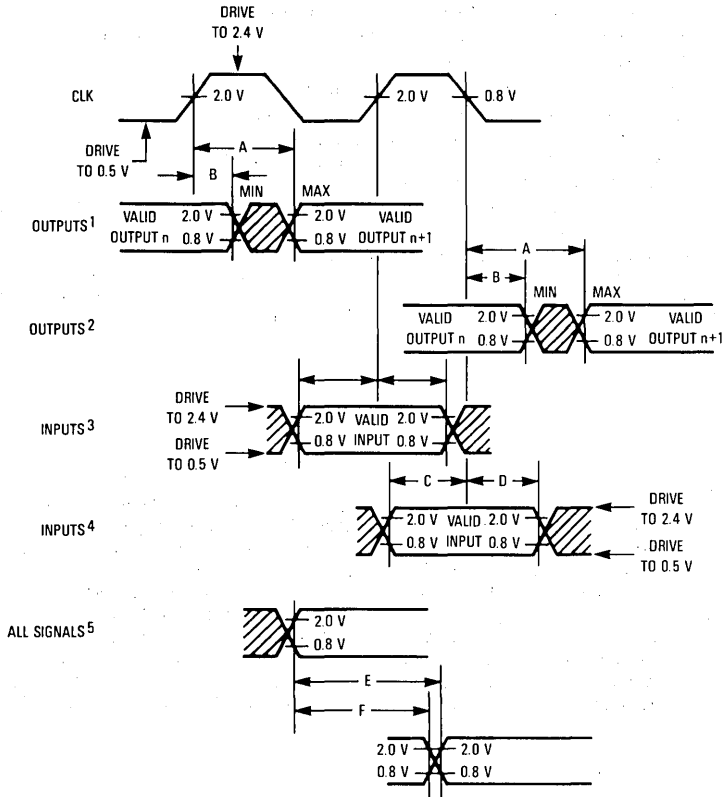 DRIVE
TO 2.4 V
CLK
2.0 V
2.0 V
0.8 V
DRIVE
TO 0.5 V
A
B
MIN
MAX
OUTPUTS1
VALID
OUTPUT n
2.0 V
0.8 V
2.0 V
0.8 V
VALID
OUTPUT n+1
A
B
MIN
MAX
OUTPUTS2
VALID
OUTPUT n
2.0 V
0.8 V
2.0 V
0.8 V
VALID
OUTPUT n+1
INPUTS3
DRIVE
TO 2.4 V
DRIVE
TO 0.5 V
2.0 V VALID 2.0 V
0.8 V INPUT 0.8 V
C
D
INPUTS4
2.0 V VALID 2.0 V
0.8 V INPUT 0.8 V
DRIVE
TO 2.4 V
DRIVE
TO 0.5 V
ALL SIGNALS5
2.0 V
0.8 V
E
F
2.0 V
2.0 V
0.8 V
0.8 V